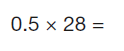 0.5 × 28 =